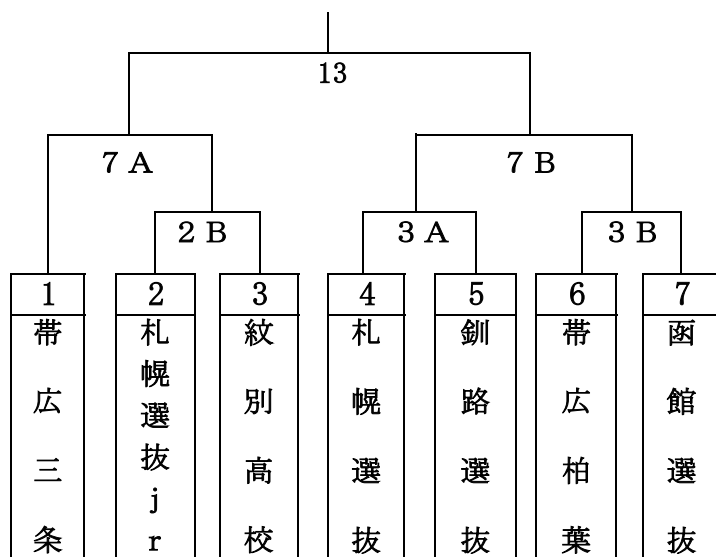 13
7 A
7 B
2 B
3 A
3 B
1
2
3
4
5
6
7
帯広三条
札幌選抜jr
紋別高校
札幌選抜
釧路選抜
帯広柏葉
函館選抜